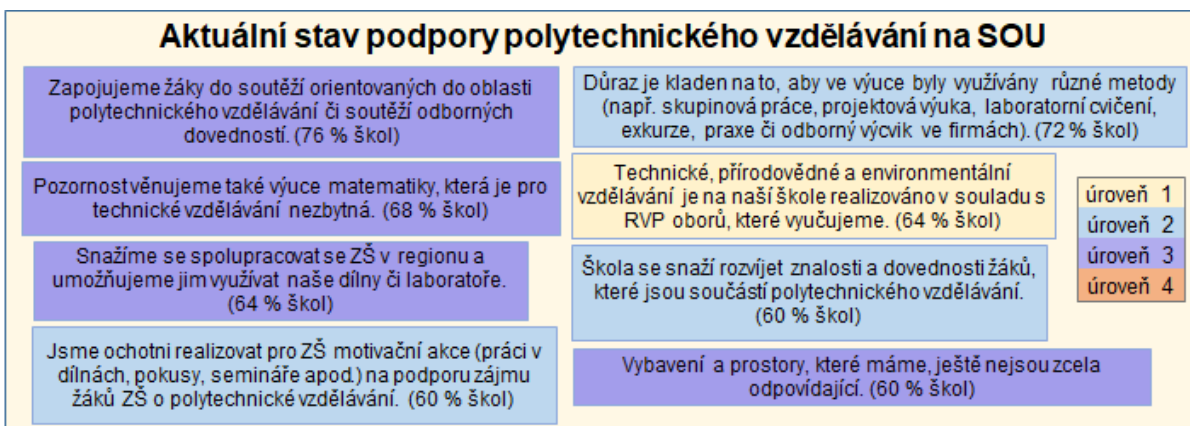 Aktuální stav podpory polytechnického vzdělávání na SOU
Zapojujeme žáky do soutěží orientovaných do oblasti
polytechnického vzdělávání či soutěží odborných
dovedností. (76 % škol)
Pozornost věnujeme také výuce matematiky, která je pro
technické vzdělávání nezbytná. (68 % škol)
Snažíme se spolupracovat se ZŠ v regionu a
umožňujeme jim využívat naše dílny či laboratoře.
(64 % škol)
Jsme ochotni realizovat pro ZŠ motivační akce (práci v
dílnách, pokusy, semináře apod.) na podporu zájmu
žáků ZŠ o polytechnické vzdělávání. (60 % škol)
Důraz je kladen na to, aby ve výuce byly využívány různé metody
(např. skupinová práce, projektová výuka, laboratorní cvičení,
exkurze, praxe či odborný výcvik ve firmách). (72 % škol)
Technické, přírodovědné a environmentální
vzdělávání je na naší škole realizováno v souladu s
RVP oborů, které vyučujeme. (64 % škol)
Škola se snaží rozvíjet znalosti a dovednosti žáků,
které jsou součástí polytechnického vzdělávání.
(60 % škol)
Vybavení a prostory, které máme, ještě nejsou zcela
odpovídající. (60 % škol)
úroveň 1
úroveň 2
úroveň 3
úroveň 4